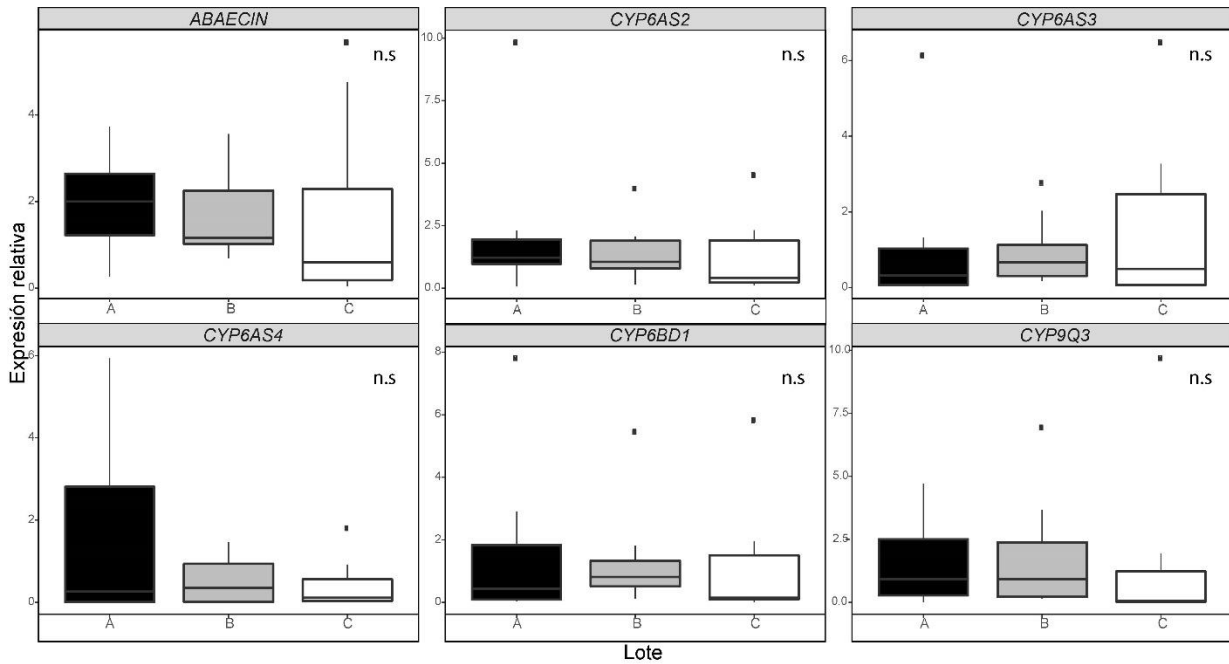 ABAECIN
CYP6AS2
CYP6AS3
n.s
n.s
n.s
4
2
0
10.0
7.5
5.0
2.5
0.0
6
4
2
0
A
B
C
A
B
C
A
B
C
Expresión relativa
CYP6AS4
CYP6BD1
CYP9Q3
n.s
n.s
n.s
6
4
2
0
8
6
4
2
0
10.0
7.5
5.0
2.5
0.0
A
B
C
A
B
C
A
B
C
Lote